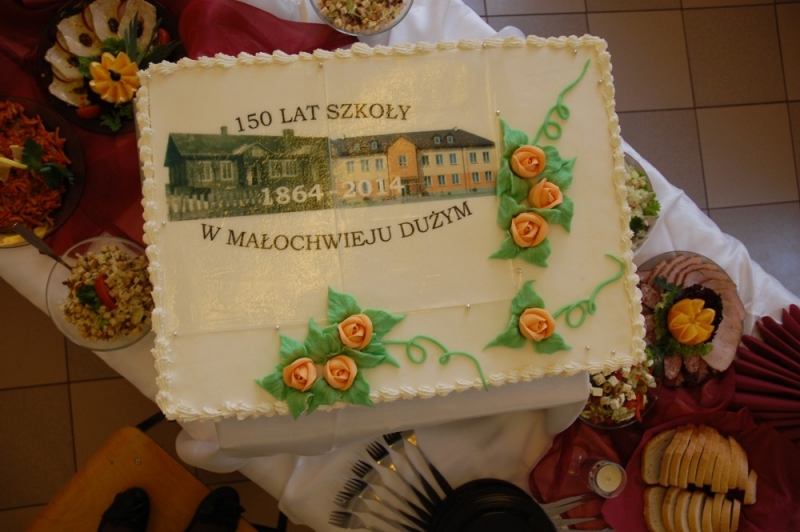 150 LAT SZKOŁY
1864-2014
W MAŁOCHWIEJU DUŻYM